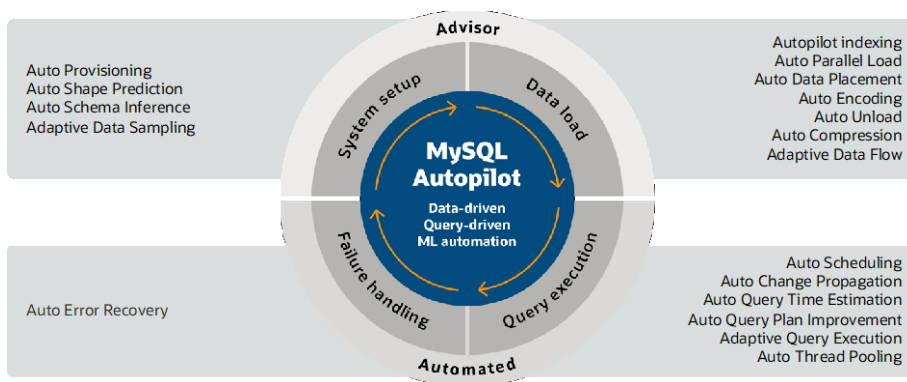 Advisor
System setup
Data load
Auto Provisioning
Auto Shape Prediction
Auto Schema Inference
Adaptive Data Sampling
Autopilot indexing
Auto Parallel Load
Auto Data Placement
Auto Encoding
Auto Unload
Auto Compression
Adaptive Data Flow
MySQL
Autopilot
Data-driven
Query-driven
ML automation
Failure handling
Query execution
Auto Error Recovery
Auto Scheduling
Auto Change Propagation
Auto Query Time Estimation
Auto Query Plan Improvement
Adaptive Query Execution
Auto Thread Pooling
Automated